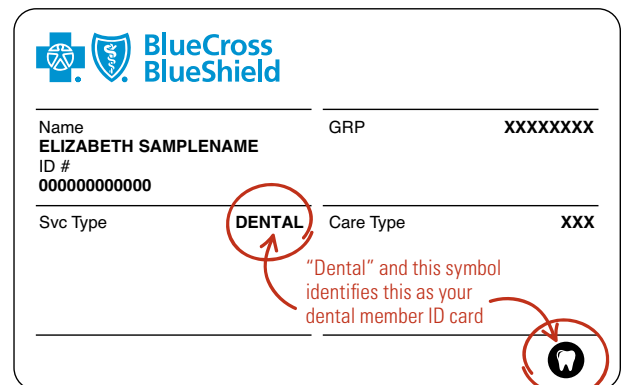 BlueCross
BlueShield
Name
ELIZABETH SAMPLENAME
ID #
000000000000
GRP XXXXXXXX
Svc Type DENTAL
Care Type XXX
“Dental” and this symbol
identifies this as your
dental member ID card